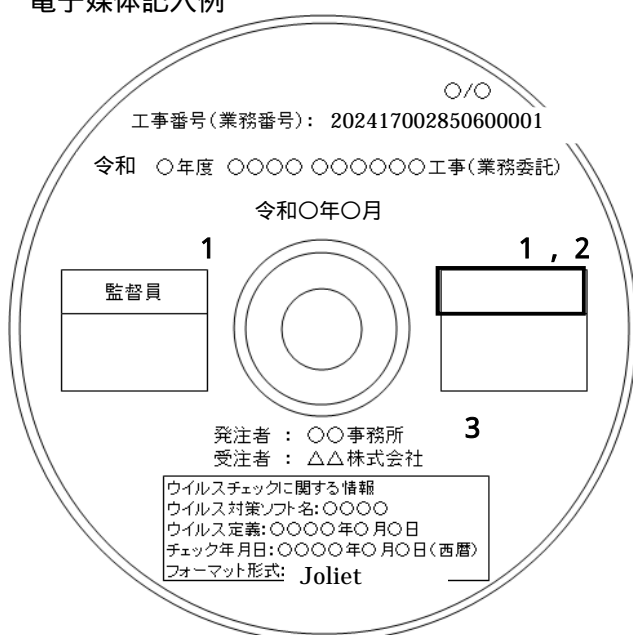 電子媒体記入例
○/○
工事番号(業務番号): 202417002850600001
令和 ○年度 ○○○○ ○○○○○○工事(業務委託)
令和○年○月
1
1 , 2
監督員
発注者 : ○○事務所
3
受注者 : △△株式会社
ウイルスチェックに関する情報
ウイルス対策ソフト名:○○○○
ウイルス定義:○○○○年○月○日
チェック年月日:○○○○年○月○日(西暦)
フォーマット形式: Joliet